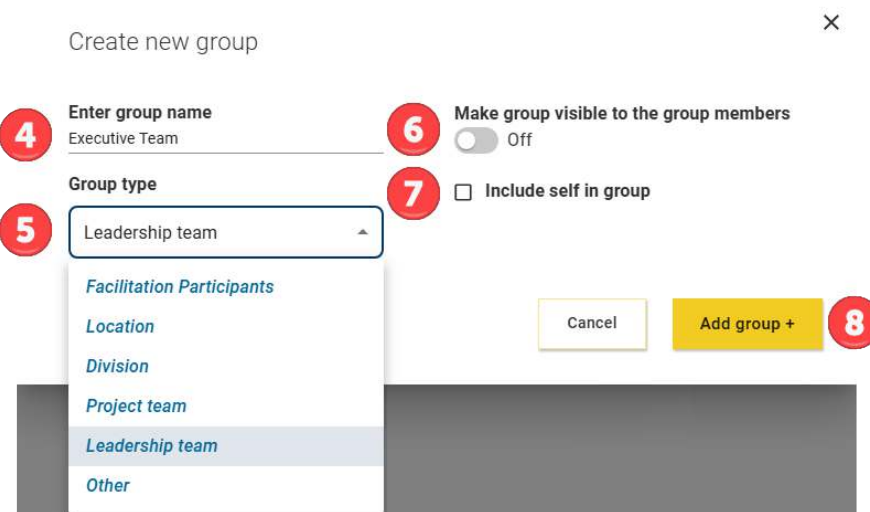 Create new group
4
Enter group name
Executive Team
5
Group type
Leadership team
Facilitation Participants
Location
Division
Project team
Leadership team
Other
6
Make group visible to the group members
Off
7
Include self in group
Cancel
Add group +
8